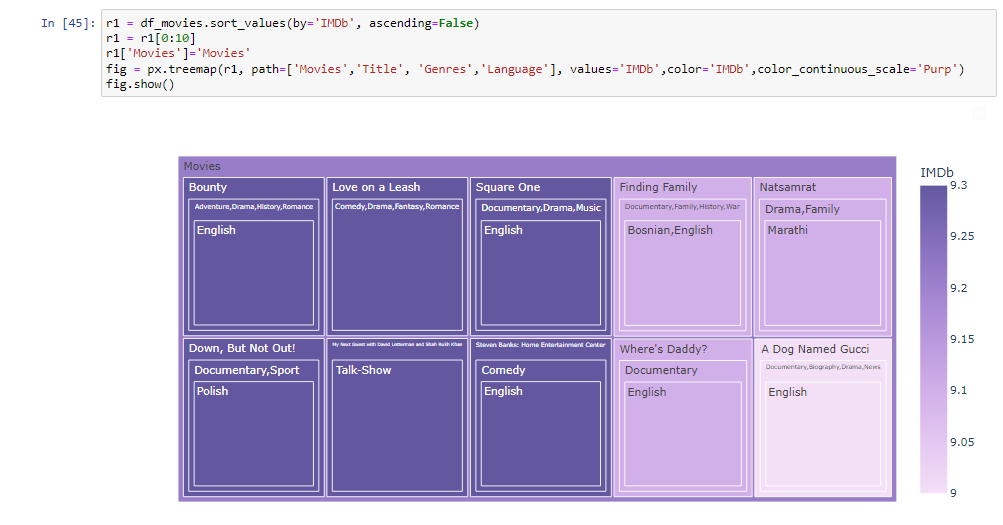 In [45]:
r1 = df_movies.sort_values(by='IMDb', ascending=False)
r1 = r1[0:10]
r1['Movies']='Movies'
fig = px.treemap(r1, path=['Movies','Title', 'Genres','Language'], values='IMDb',color='IMDb',color_continuous_scale='Purp')
fig.show()
Movies
Bounty
Adventure,Drama,History,Romance
English
Love on a Leash
Comedy,Drama,Fantasy,Romance
Square One
Documentary,Drama,Music
English
Finding Family
Documentary,Family,History,War
Bosnian,English
Natsamrat
Drama,Family
Marathi
Down, But Not Out!
Documentary,Sport
Polish
My Next Guest with David Letterman and Shah Rukh Khan
Talk-Show
Steven Banks: Home Entertainment Center
Comedy
English
Where's Daddy?
Documentary
English
A Dog Named Gucci
Documentary,Biography,Drama,News
English
IMDb
9.3
9.25
9.2
9.15
9.1
9.05
9